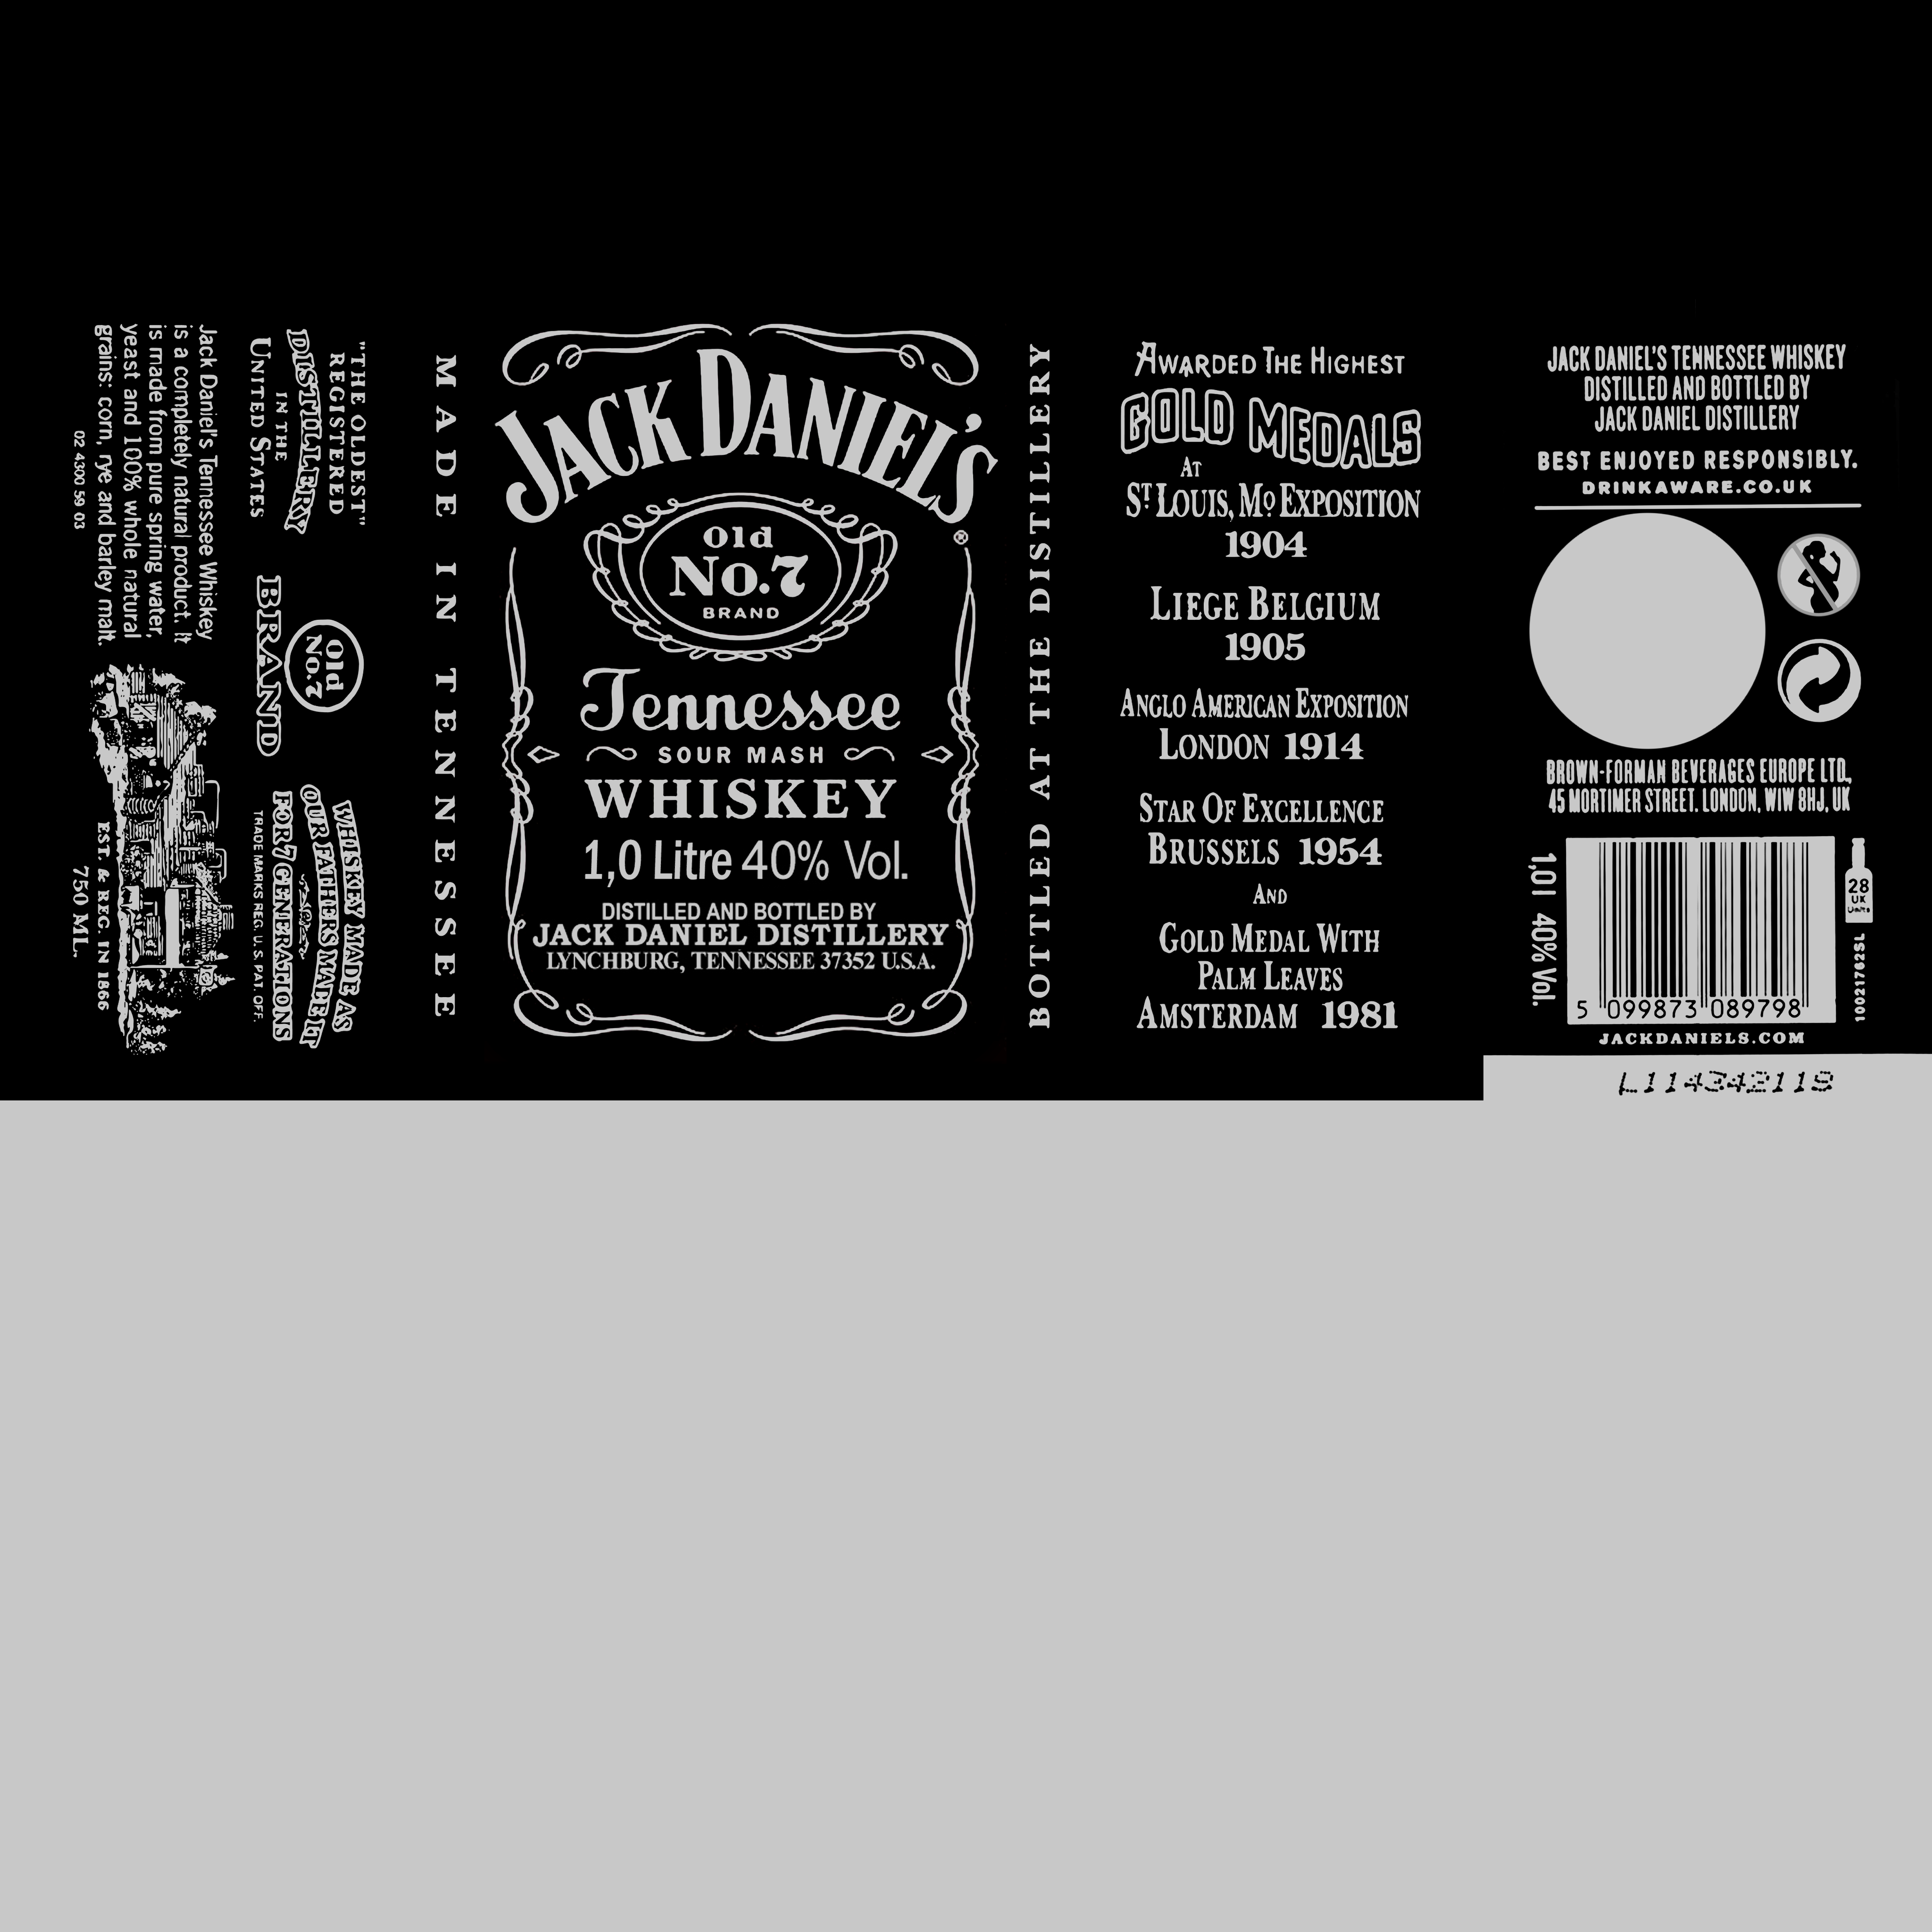 Jack Daniel's Tennessee Whiskey
is a completely natural product. It
is made from pure spring water,
yeast and 100% whole natural
grains: corn, rye and barley malt.
02 4300 59 03
EST. & REG. IN 1866
750 ML.
"THE OLDEST"
REGISTERED
DISTILLERY
IN THE
UNITED STATES
Old
No.7
BRAND
WHISKEY MADE AS
OUR FATHERS MADE IT
FOR 7 GENERATIONS
TRADE MARKS REG. U. S. PAT. OFF.
MADE IN TENNESSEE
JACK DANIEL'S
®
Old
No.7
BRAND
Tennessee
SOUR MASH
WHISKEY
1,0 Litre 40% Vol.
DISTILLED AND BOTTLED BY
JACK DANIEL DISTILLERY
LYNCHBURG, TENNESSEE 37352 U.S.A.
BOTTLED AT THE DISTILLERY
AWARDED THE HIGHEST
GOLD MEDALS
AT
ST. LOUIS, MO EXPOSITION
1904
LIEGE BELGIUM
1905
ANGLO AMERICAN EXPOSITION
LONDON 1914
STAR OF EXCELLENCE
BRUSSELS 1954
AND
GOLD MEDAL WITH
PALM LEAVES
AMSTERDAM 1981
JACK DANIEL'S TENNESSEE WHISKEY
DISTILLED AND BOTTLED BY
JACK DANIEL DISTILLERY
BEST ENJOYED RESPONSIBLY.
DRINKAWARE.CO.UK
BROWN-FORMAN BEVERAGES EUROPE LTD,
45 MORTIMER STREET. LONDON, WIW 8HJ, UK
1,0 l 40% Vol.
28
UK
Units
10021762SL
5 099873 089798
JACKDANIELS.COM
L114342119